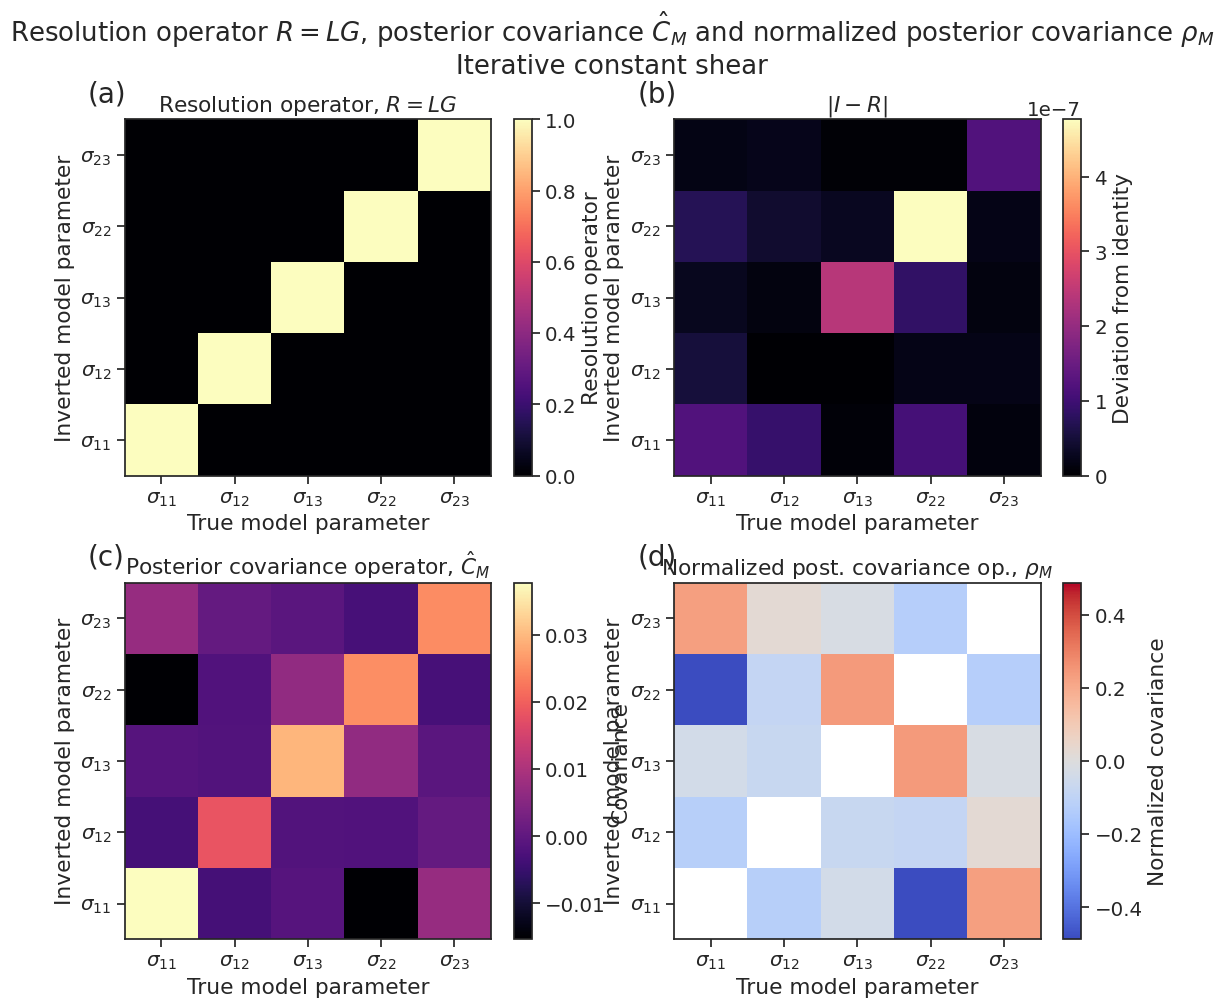 Resolution operator R = LG, posterior covariance Ĉ_M and normalized posterior covariance ρ_M
Iterative constant shear
(a)
Resolution operator, R = LG
Inverted model parameter
σ23
σ22
σ13
σ12
σ11
σ11 σ12 σ13 σ22 σ23
True model parameter
1.0
0.8
0.6
0.4
0.2
0.0
Resolution operator
(b)
|I − R|
1e−7
Inverted model parameter
σ23
σ22
σ13
σ12
σ11
σ11 σ12 σ13 σ22 σ23
True model parameter
4
3
2
1
0
Deviation from identity
(c)
Posterior covariance operator, Ĉ_M
Inverted model parameter
σ23
σ22
σ13
σ12
σ11
σ11 σ12 σ13 σ22 σ23
True model parameter
0.03
0.02
0.01
0.00
−0.01
Covariance
(d)
Normalized post. covariance op., ρ_M
Inverted model parameter
σ23
σ22
σ13
σ12
σ11
σ11 σ12 σ13 σ22 σ23
True model parameter
0.4
0.2
0.0
−0.2
−0.4
Normalized covariance